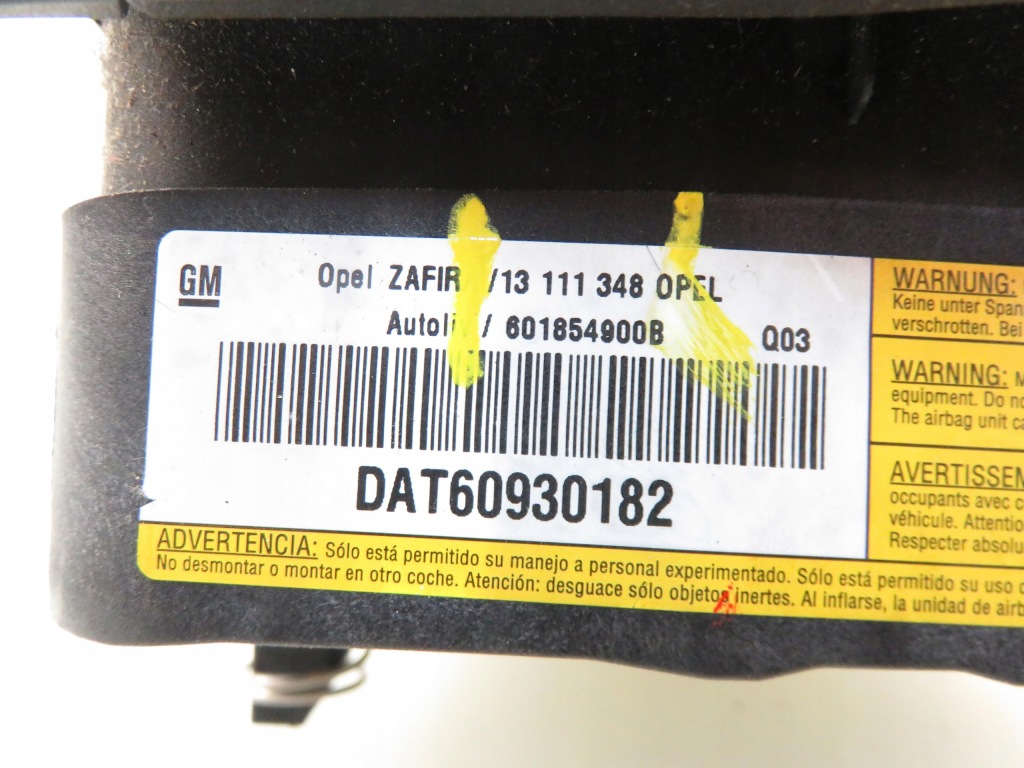 GM
Opel ZAFIR /13 111 348 OPEL
Autoliv / 601854900B
Q03
DAT60930182
WARNUNG:
Keine unter Span
verschrotten. Bei
WARNING: M
equipment. Do no
The airbag unit ca
AVERTISSEM
occupants avec c
véhicule. Attentio
Respecter absolu
ADVERTENCIA: Sólo está permitido su manejo a personal experimentado. Sólo está permitido su uso
No desmontar o montar en otro coche. Atención: desguace sólo objetos inertes. Al inflarse, la unidad de airb